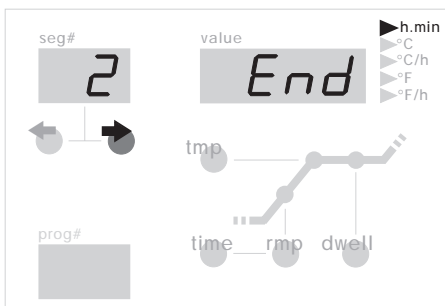 seg#
value
h.min
°C
°C/h
°F
°F/h
2
End
tmp
prog#
time rmp dwell